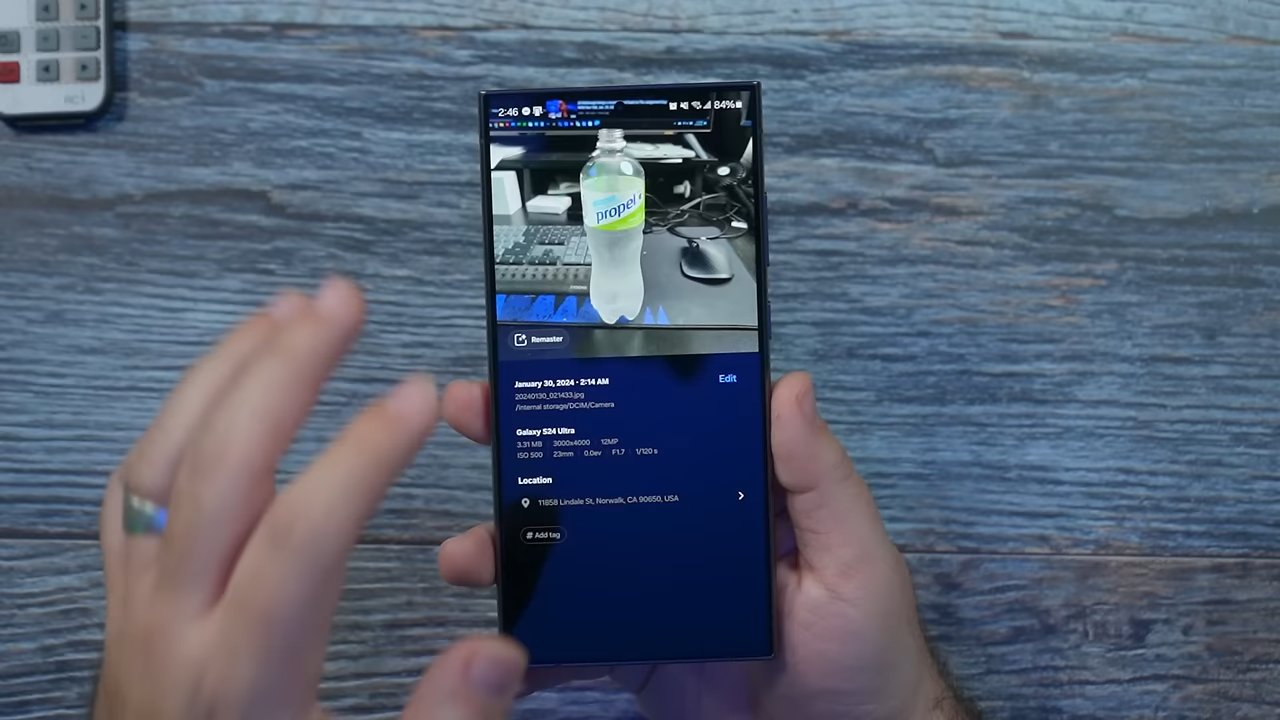 2:46
84%
propel
Remaster
January 30, 2024 · 2:14 AM
Edit
20240130_021433.jpg
/Internal storage/DCIM/Camera
Galaxy S24 Ultra
3.31 MB 3000x4000 12MP
ISO 500 23mm 0.0ev F1.7 1/120 s
Location
11858 Lindale St, Norwalk, CA 90650, USA
# Add tag